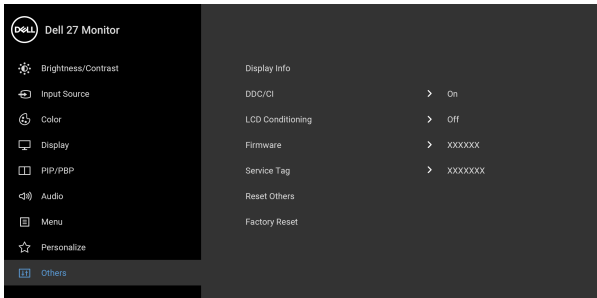 DELL Dell 27 Monitor
Brightness/Contrast Display Info
Input Source DDC/CI > On
Color LCD Conditioning > Off
Display Firmware > XXXXXX
PIP/PBP Service Tag > XXXXXXX
Audio Reset Others
Menu Factory Reset
Personalize
Others